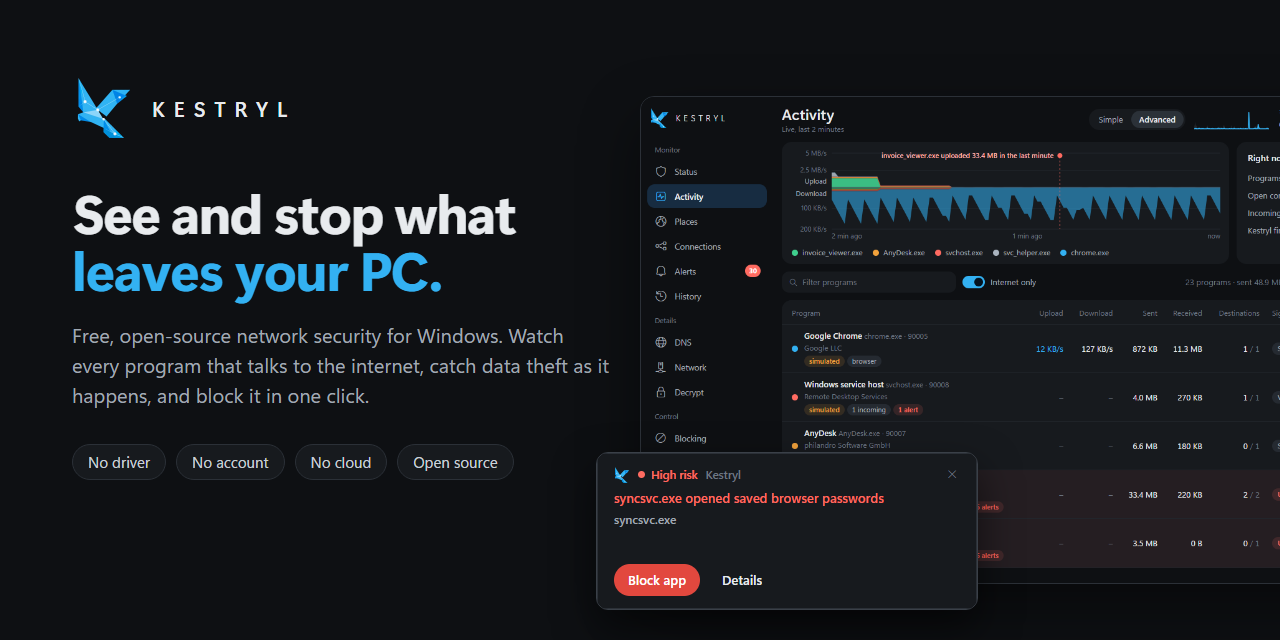 KESTRYL
See and stop what
leaves your PC.
Free, open-source network security for Windows. Watch
every program that talks to the internet, catch data theft as it
happens, and block it in one click.
No driver
No account
No cloud
Open source
KESTRYL
Monitor
Status
Activity
Places
Connections
Alerts
30
History
Details
DNS
Network
Decrypt
Control
Blocking
Activity
Live, last 2 minutes
Simple
Advanced
5 MB/s
invoice_viewer.exe uploaded 33.4 MB in the last minute
2.5 MB/s
Upload
Download
100 KB/s
200 KB/s
2 min ago
1 min ago
now
invoice_viewer.exe
AnyDesk.exe
svchost.exe
svc_helper.exe
chrome.exe
Programs
Kestryl
Filter programs
Internet only
23 programs · sent 48.9
Program
Upload
Download
Sent
Received
Destinations
Google Chrome chrome.exe · 90005
Google LLC
simulated
browser
12 KB/s
127 KB/s
872 KB
11.3 MB
1 / 1
Windows service host svchost.exe · 90008
Remote Desktop Services
simulated
1 incoming
1 alert
–
–
4.0 MB
270 KB
1 / 1
AnyDesk AnyDesk.exe · 90007
philandro Software GmbH
–
–
6.6 MB
180 KB
0 / 1
alerts
–
–
33.4 MB
220 KB
2 / 2
alerts
–
–
3.5 MB
0 B
0 / 1
High risk Kestryl
syncsvc.exe opened saved browser passwords
syncsvc.exe
Block app
Details